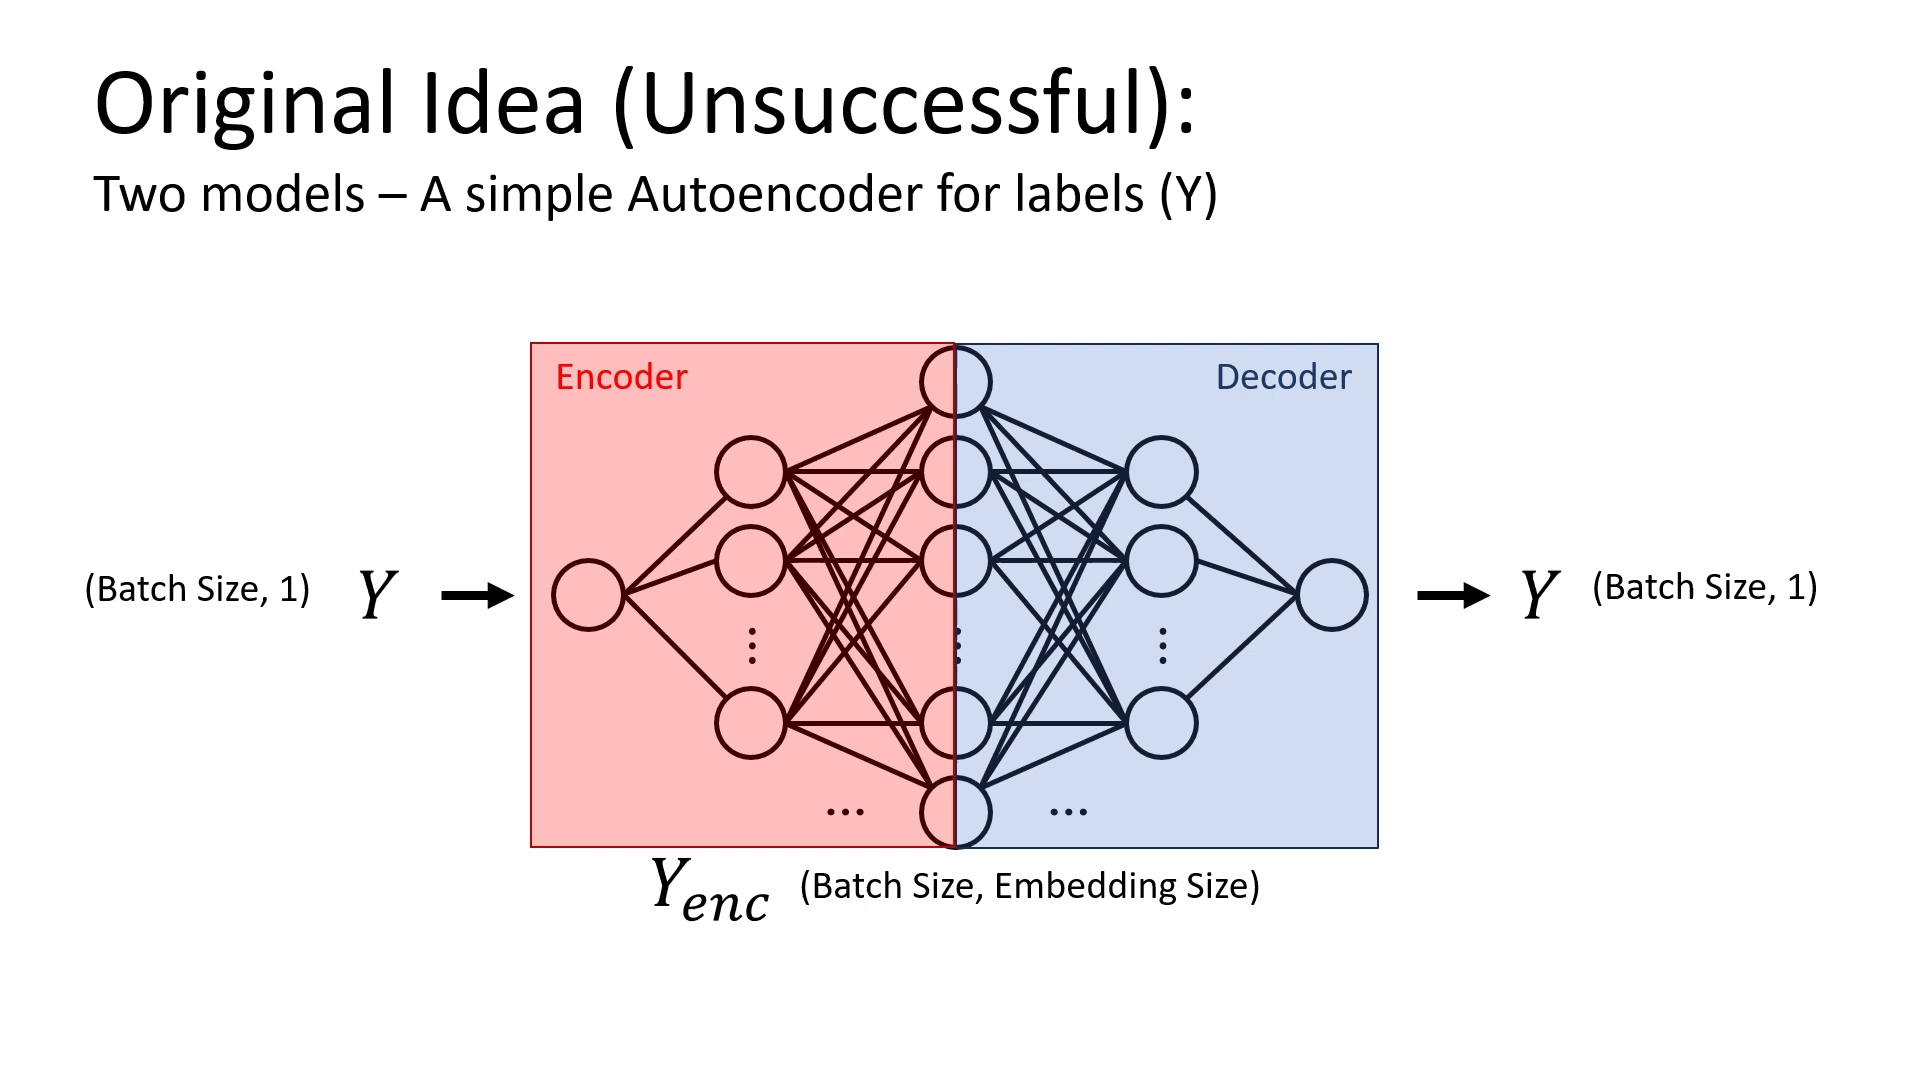 Original Idea (Unsuccessful):
Two models – A simple Autoencoder for labels (Y)
Encoder
Decoder
(Batch Size, 1) Y
Y (Batch Size, 1)
⋮ ⋮ ⋮
... ...
Y_enc (Batch Size, Embedding Size)